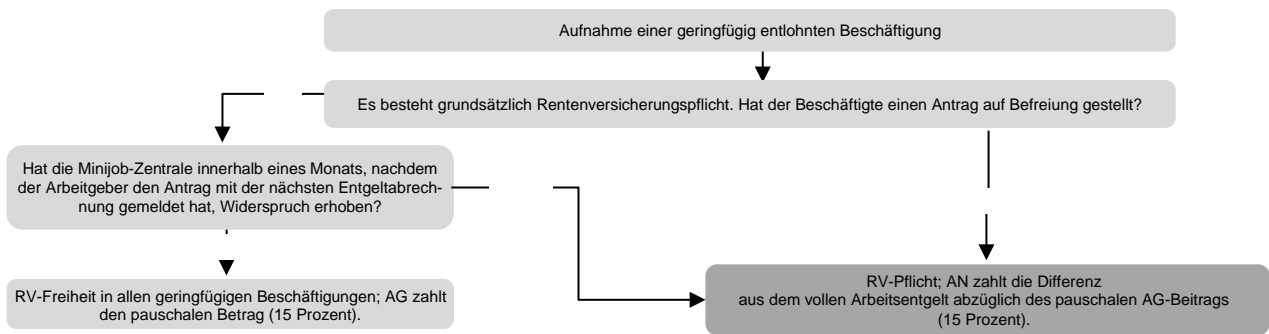 Aufnahme einer geringfügig entlohnten Beschäftigung
Es besteht grundsätzlich Rentenversicherungspflicht. Hat der Beschäftigte einen Antrag auf Befreiung gestellt?
Hat die Minijob-Zentrale innerhalb eines Monats, nachdem
der Arbeitgeber den Antrag mit der nächsten Entgeltabrech-
nung gemeldet hat, Widerspruch erhoben?
RV-Freiheit in allen geringfügigen Beschäftigungen; AG zahlt
den pauschalen Betrag (15 Prozent).
RV-Pflicht; AN zahlt die Differenz
aus dem vollen Arbeitsentgelt abzüglich des pauschalen AG-Beitrags
(15 Prozent).